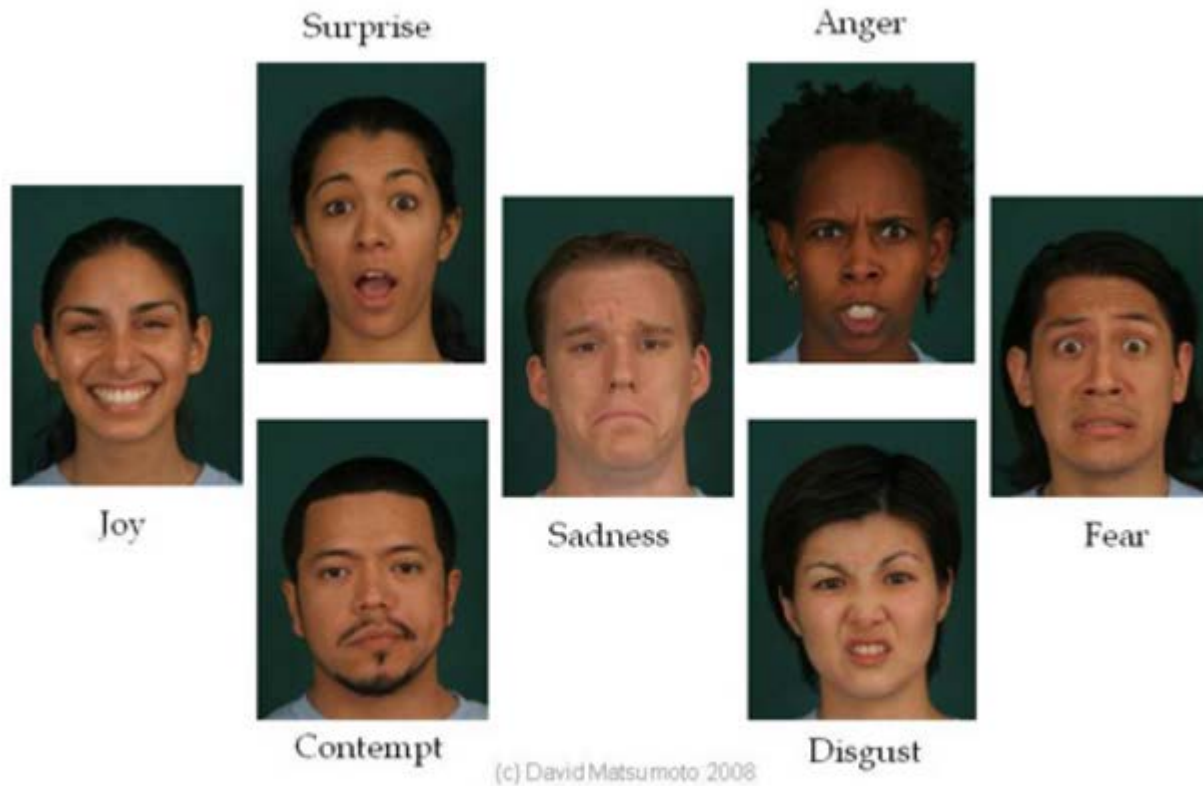 Surprise
Anger
Joy
Sadness
Fear
Contempt
Disgust
(c) David Matsumoto 2008